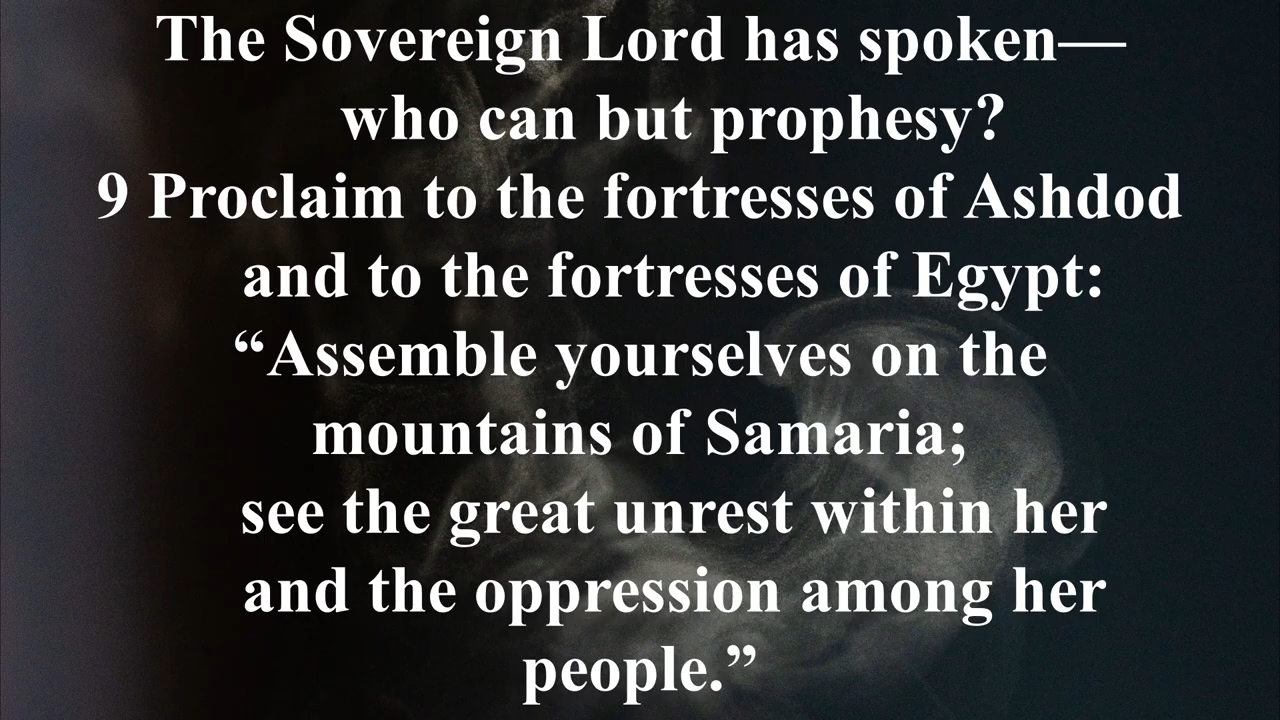 The Sovereign Lord has spoken—
who can but prophesy?
9 Proclaim to the fortresses of Ashdod
and to the fortresses of Egypt:
“Assemble yourselves on the
mountains of Samaria;
see the great unrest within her
and the oppression among her
people.”